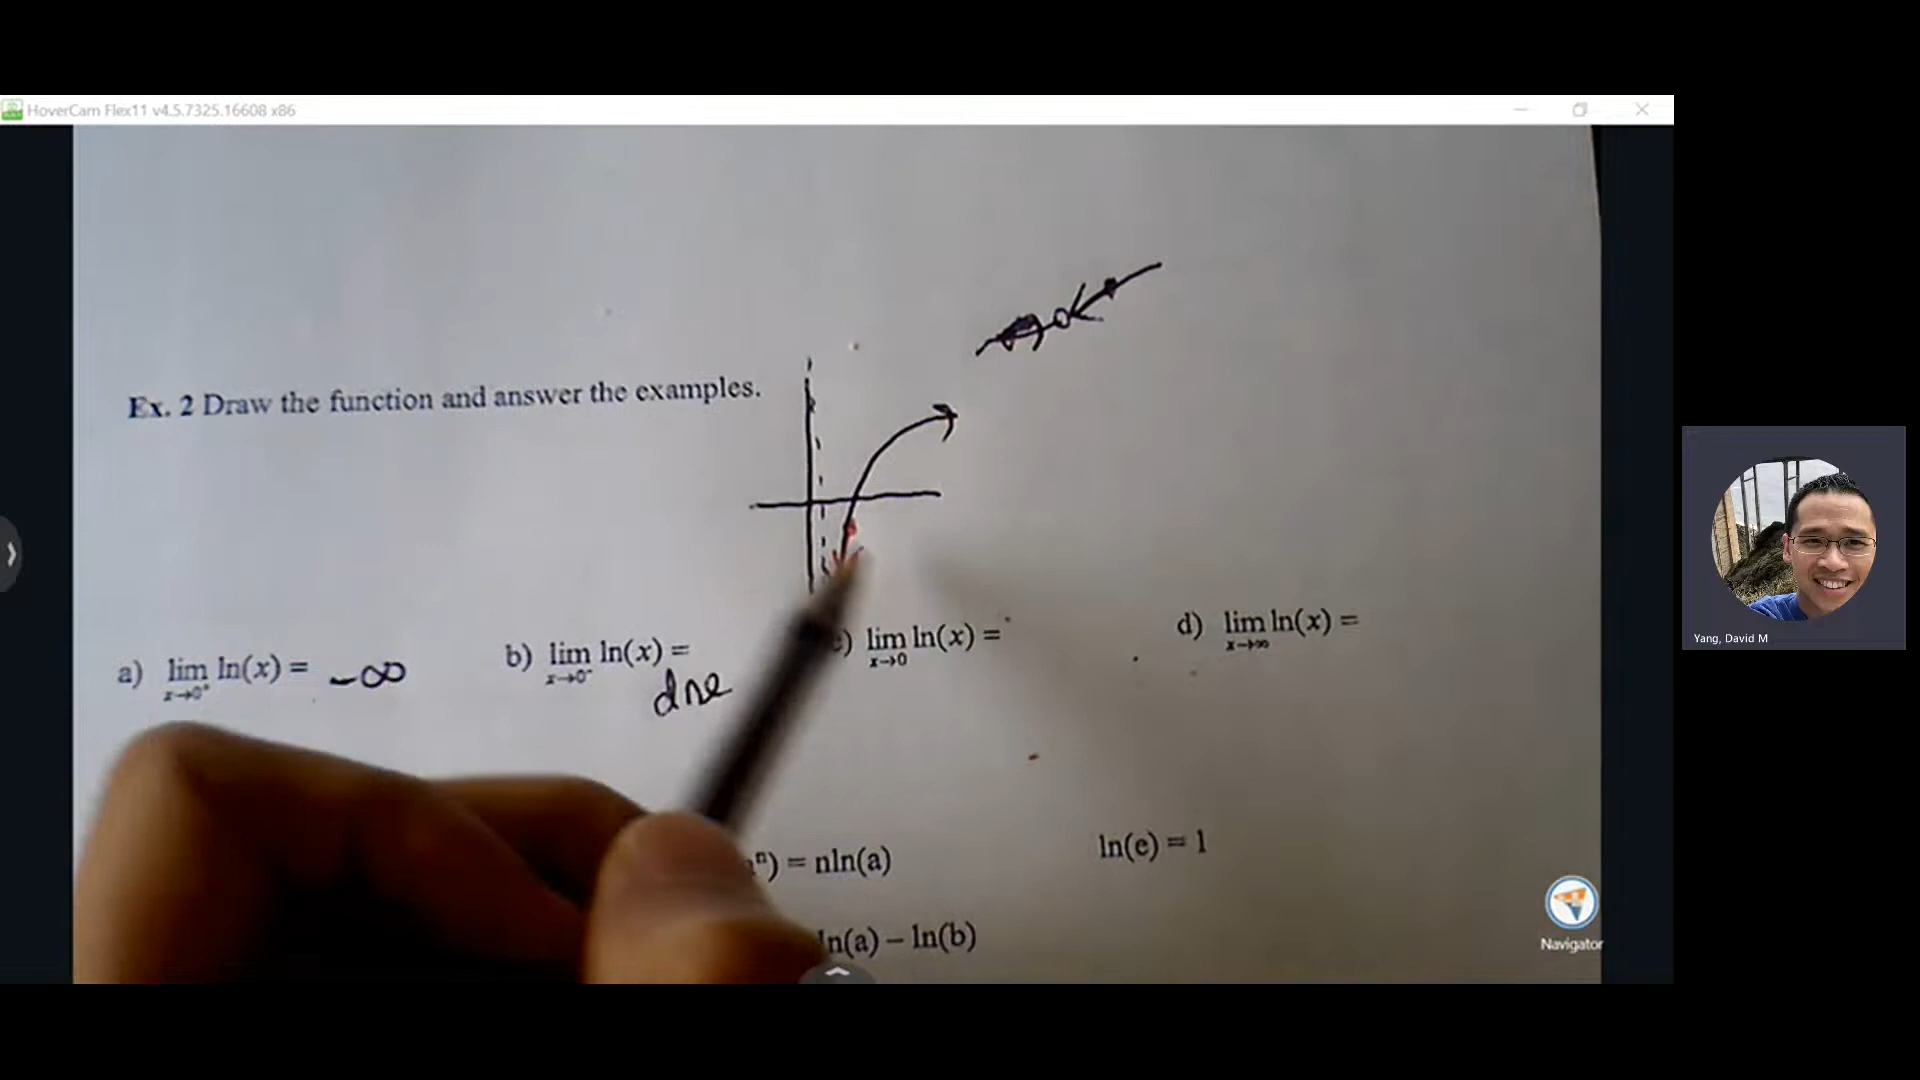 HoverCam Flex11 v4.5.7325.16608 x86
Ex. 2 Draw the function and answer the examples.
a) lim x→0⁺ ln(x) = -∞
b) lim x→0⁻ ln(x) = dne
) lim x→0 ln(x) =
d) lim x→∞ ln(x) =
ⁿ) = nln(a)
ln(e) = 1
ln(a) – ln(b)
Navigator
Yang, David M